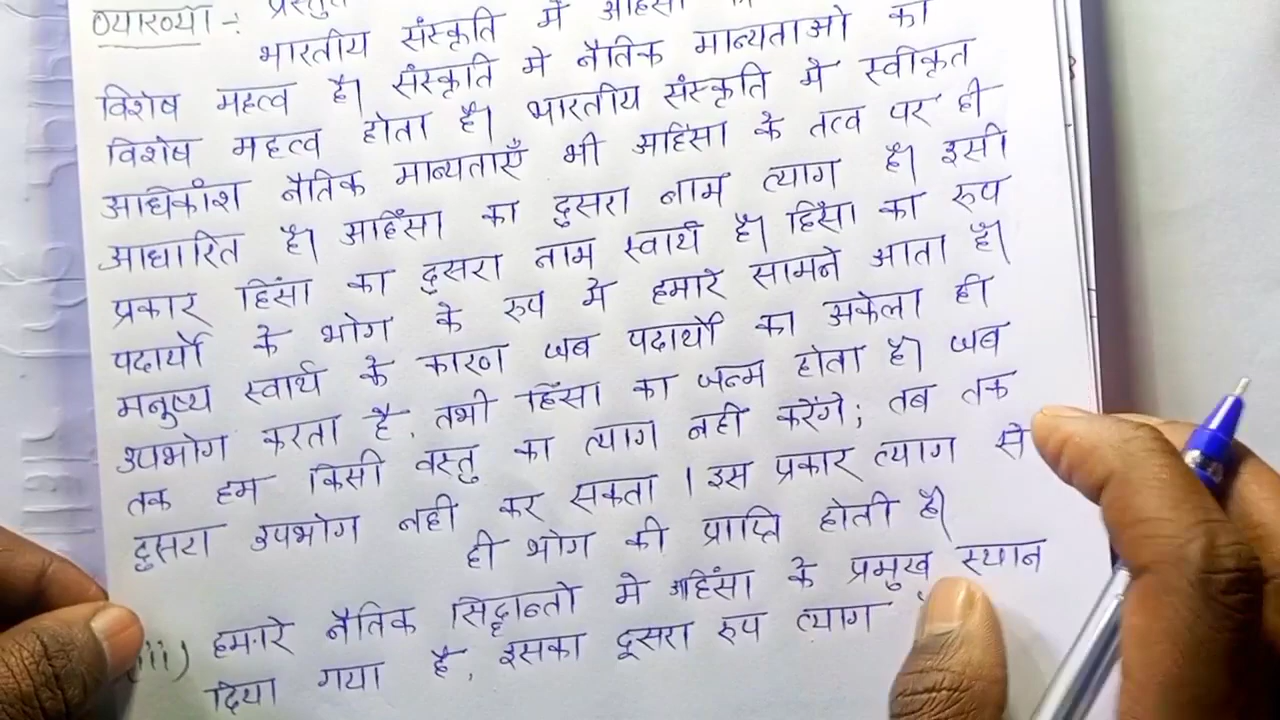 व्याख्या -: प्रस्तुत
भारतीय संस्कृति में अहिंसा का
विशेष महत्व है। संस्कृति मे नैतिक मान्यताओ का
विशेष महत्व होता है। भारतीय संस्कृति मे स्वीकृत
अधिकांश नैतिक मान्यताएँ भी अहिंसा के तत्व पर ही
आधारित है। अहिंसा का दुसरा नाम त्याग है। इसी
प्रकार हिंसा का दुसरा नाम स्वार्थ है। हिंसा का रुप
पदार्थो के भोग के रुप मे हमारे सामने आता है।
मनुष्य स्वार्थ के कारण जब पदार्थो का अकेला ही
उपभोग करता है, तभी हिंसा का जन्म होता है। जब
तक हम किसी वस्तु का त्याग नही करेंगे; तब तक
दुसरा उपभोग नही कर सकता । इस प्रकार त्याग से
ही भोग की प्राप्ति होती है।
(iii) हमारे नैतिक सिद्धान्तो मे अहिंसा के प्रमुख स्थान
दिया गया है, इसका दूसरा रुप त्याग